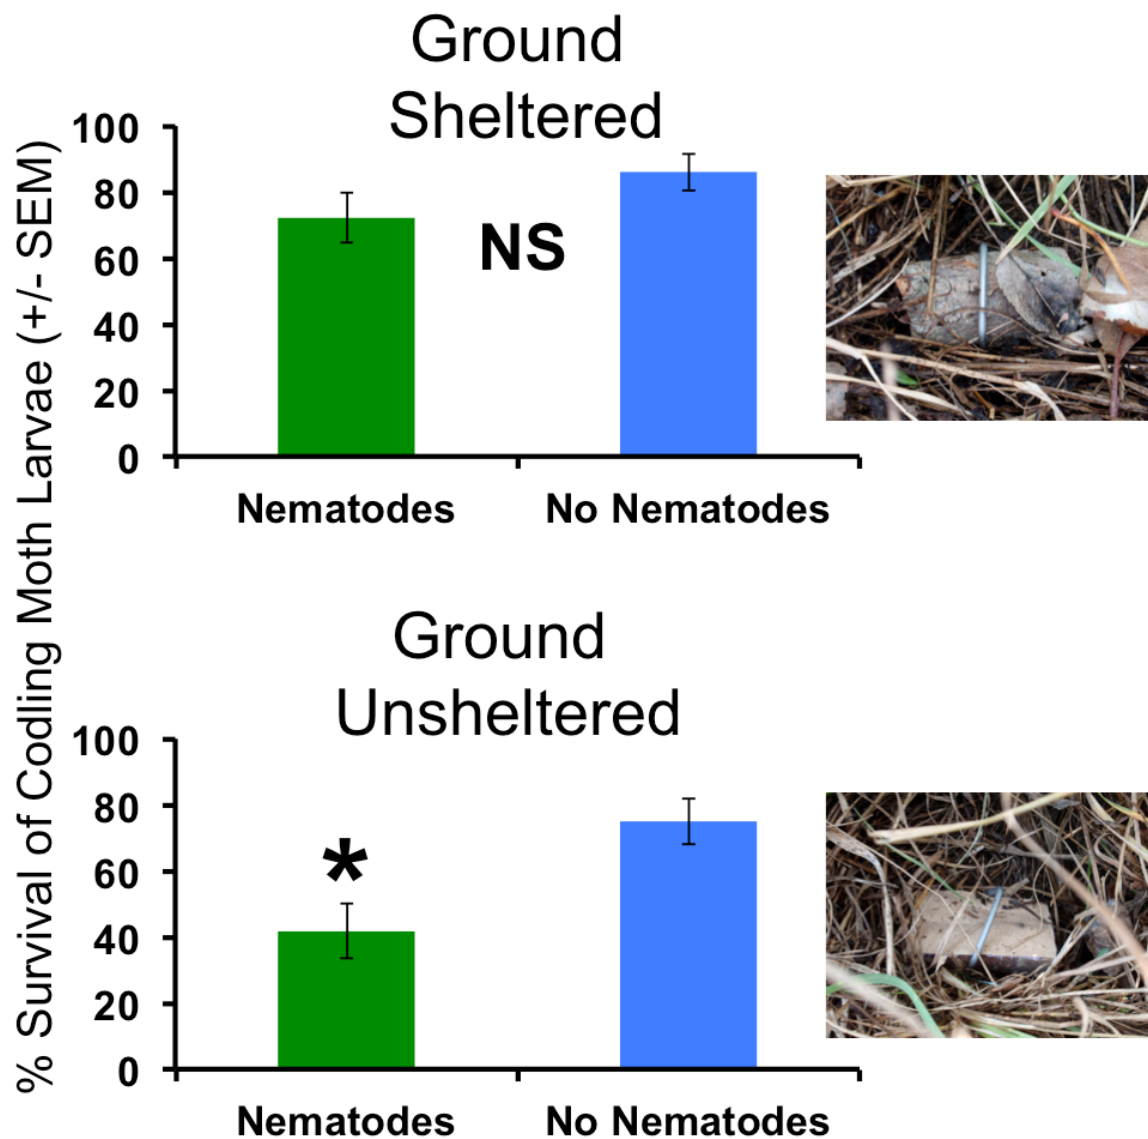 Ground
Sheltered
% Survival of Codling Moth Larvae (+/- SEM)
100
80
60
40
20
0
NS
Nematodes
No Nematodes
Ground
Unsheltered
100
80
60
40
20
0
*
Nematodes
No Nematodes